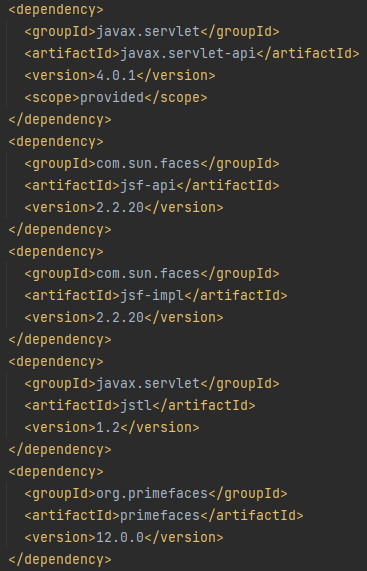 <dependency>
<groupId>javax.servlet</groupId>
<artifactId>javax.servlet-api</artifactId>
<version>4.0.1</version>
<scope>provided</scope>
</dependency>
<dependency>
<groupId>com.sun.faces</groupId>
<artifactId>jsf-api</artifactId>
<version>2.2.20</version>
</dependency>
<dependency>
<groupId>com.sun.faces</groupId>
<artifactId>jsf-impl</artifactId>
<version>2.2.20</version>
</dependency>
<dependency>
<groupId>javax.servlet</groupId>
<artifactId>jstl</artifactId>
<version>1.2</version>
</dependency>
<dependency>
<groupId>org.primefaces</groupId>
<artifactId>primefaces</artifactId>
<version>12.0.0</version>
</dependency>